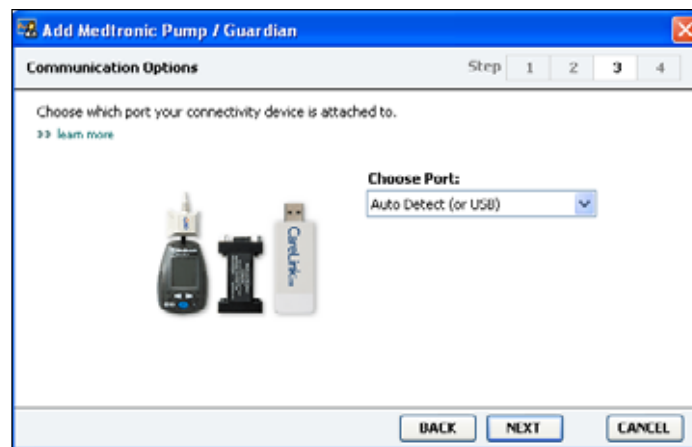 Add Medtronic Pump / Guardian
Communication Options
Step 1 2 3 4
Choose which port your connectivity device is attached to.
>> learn more
Choose Port:
Auto Detect (or USB)
CareLink
BACK NEXT CANCEL